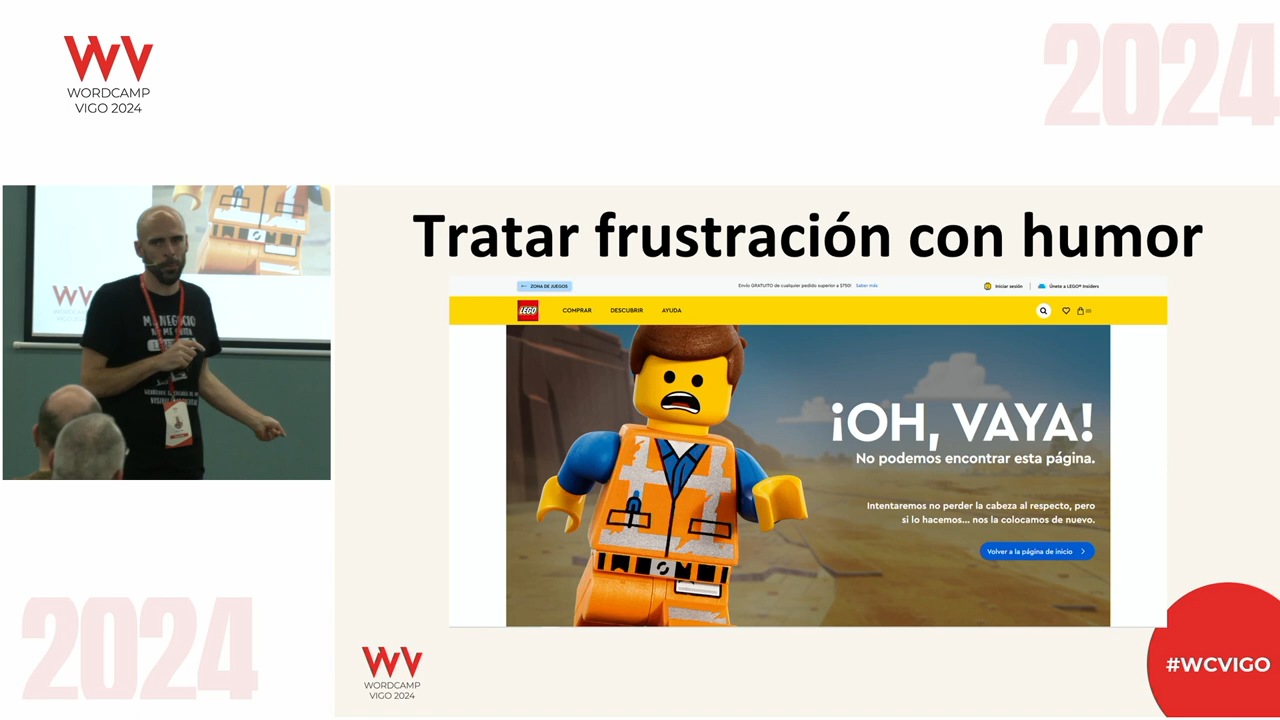 WORDCAMP
VIGO 2024
2024
Tratar frustración con humor
ZONA DE JUEGOS
Envío GRATUITO de cualquier pedido superior a $750! Saber más
Iniciar sesión
Únete a LEGO® Insiders
LEGO
COMPRAR
DESCUBRIR
AYUDA
¡OH, VAYA!
No podemos encontrar esta página.
Intentaremos no perder la cabeza al respecto, pero
si lo hacemos... nos la colocamos de nuevo.
Volver a la página de inicio
MI NEGOCIO
2024
WORDCAMP
VIGO 2024
#WCVIGO